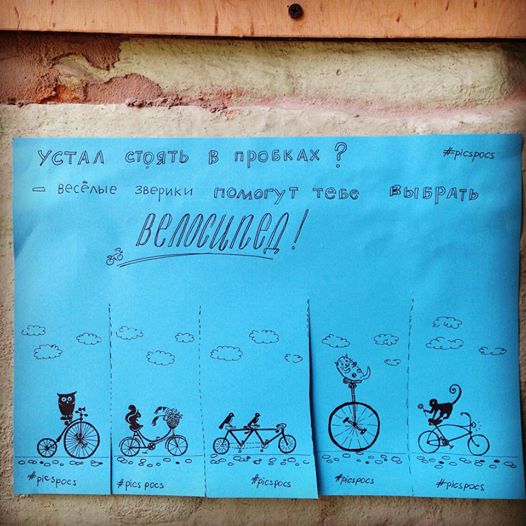 УСТАЛ СТОЯТЬ В ПРОБКАХ?
#picspocs
– ВЕСЁЛЫЕ ЗВЕРИКИ ПОМОГУТ ТЕБЕ ВЫБРАТЬ
ВЕЛОСИПЕД!
#picspocs
#picspocs
#picspocs
#picspocs
#picspocs